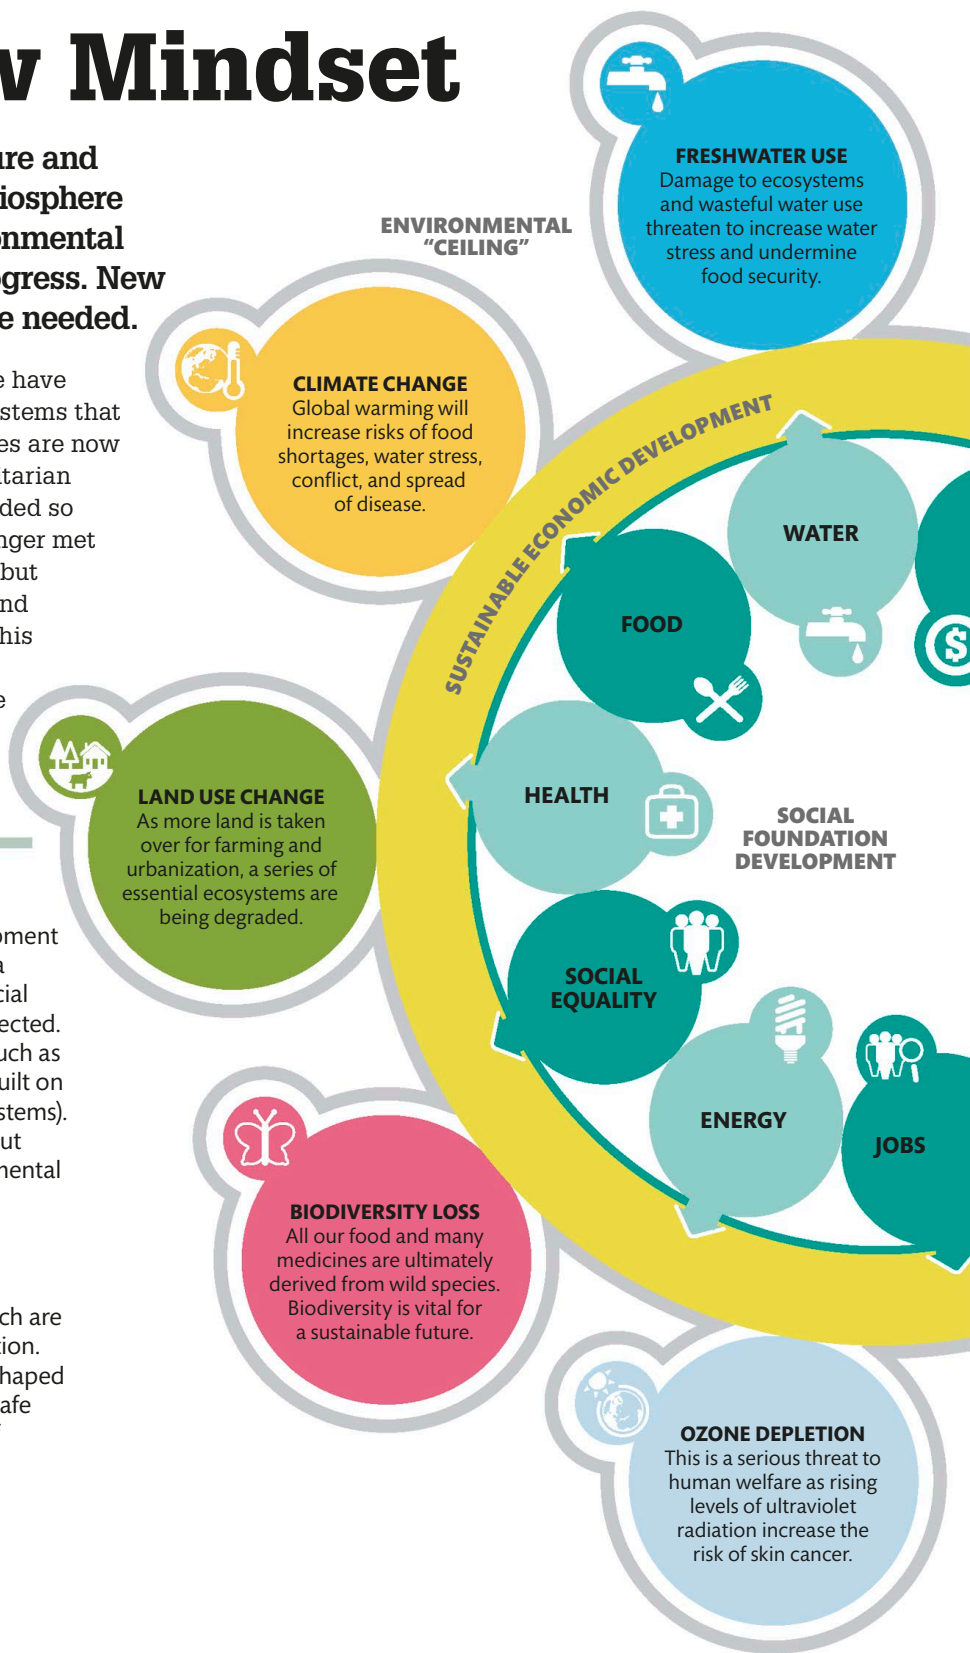 w Mindset
ure and
iosphere
onmental
gress. New
e needed.
e have
stems that
es are now
itarian
ded so
nger met
but
nd
his
e
pment
a
cial
ected.
uch as
uilt on
stems).
ut
mental
ch are
tion.
haped
afe
ENVIRONMENTAL
“CEILING”
FRESHWATER USE
Damage to ecosystems
and wasteful water use
threaten to increase water
stress and undermine
food security.
CLIMATE CHANGE
Global warming will
increase risks of food
shortages, water stress,
conflict, and spread
of disease.
LAND USE CHANGE
As more land is taken
over for farming and
urbanization, a series of
essential ecosystems are
being degraded.
BIODIVERSITY LOSS
All our food and many
medicines are ultimately
derived from wild species.
Biodiversity is vital for
a sustainable future.
OZONE DEPLETION
This is a serious threat to
human welfare as rising
levels of ultraviolet
radiation increase the
risk of skin cancer.
SUSTAINABLE ECONOMIC DEVELOPMENT
WATER
FOOD
$
HEALTH
SOCIAL
FOUNDATION
DEVELOPMENT
SOCIAL
EQUALITY
ENERGY
JOBS